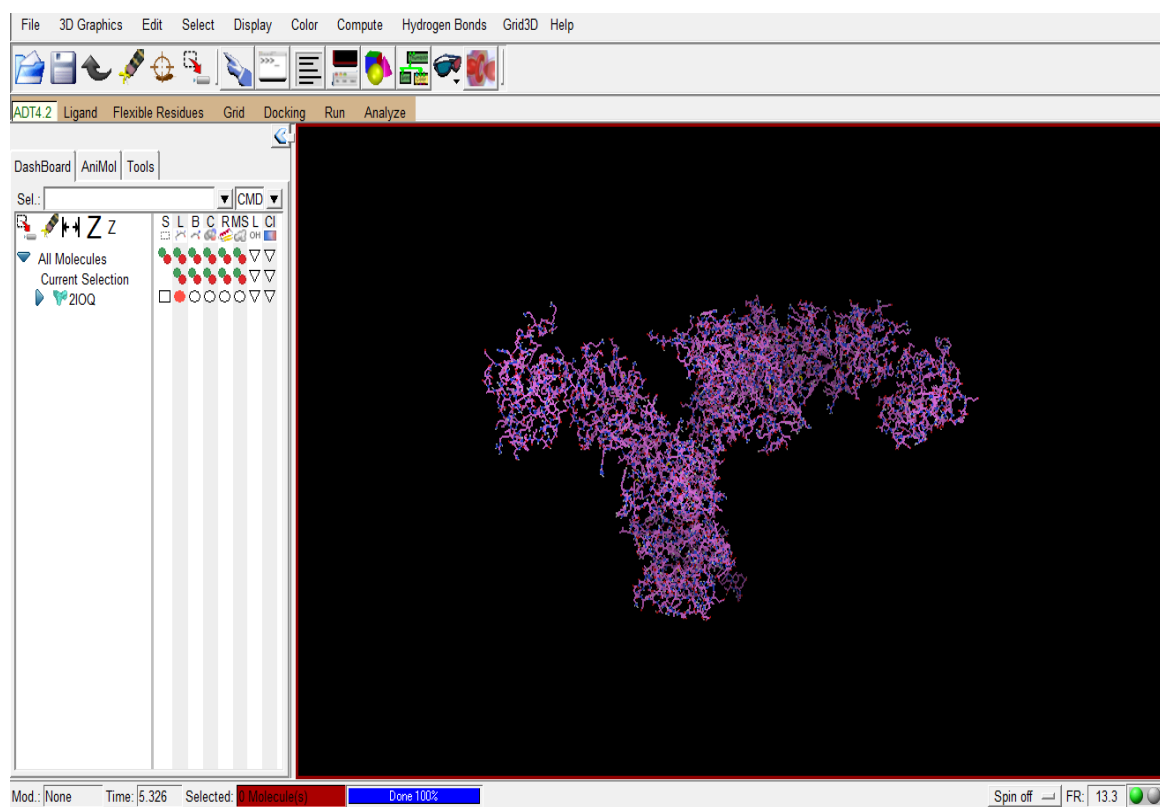 File 3D Graphics Edit Select Display Color Compute Hydrogen Bonds Grid3D Help
>>>_
ADT4.2 Ligand Flexible Residues Grid Docking Run Analyze
DashBoard AniMol Tools
Sel.: CMD
Z Z S L B C R MS L Cl
OH
All Molecules
Current Selection
2IOQ
Mod.: None Time: 5.326 Selected: 0 Molecule(s) Done 100% Spin off FR: 13.3